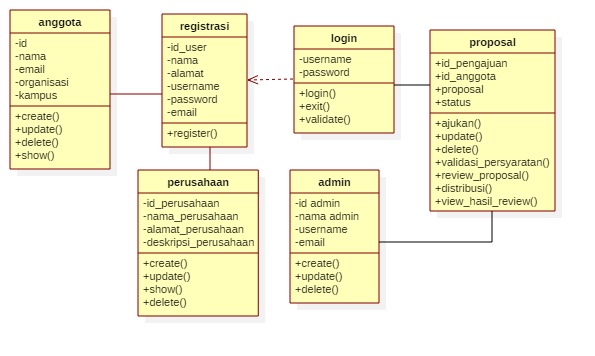 anggota
-id
-nama
-email
-organisasi
-kampus
+create()
+update()
+delete()
+show()
registrasi
-id_user
-nama
-alamat
-username
-password
-email
+register()
login
-username
-password
+login()
+exit()
+validate()
proposal
+id_pengajuan
+id_anggota
+proposal
+status
+ajukan()
+update()
+delete()
+validasi_persyaratan()
+review_proposal()
+distribusi()
+view_hasil_review()
perusahaan
-id_perusahaan
-nama_perusahaan
-alamat_perusahaan
-deskripsi_perusahaan
+create()
+update()
+show()
+delete()
admin
-id admin
-nama admin
-username
-email
+create()
+update()
+delete()